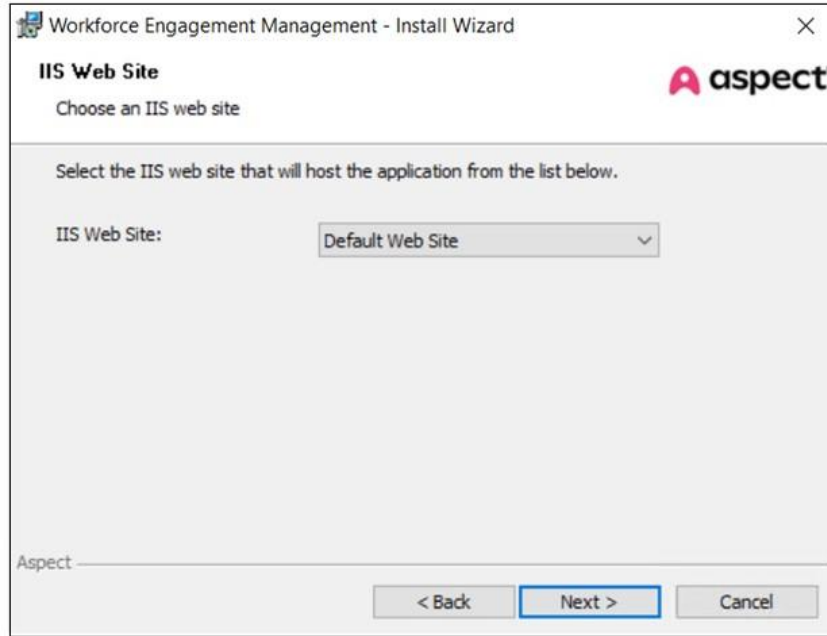 Workforce Engagement Management - Install Wizard
IIS Web Site
aspect
Choose an IIS web site
Select the IIS web site that will host the application from the list below.
IIS Web Site:
Default Web Site
Aspect
< Back
Next >
Cancel